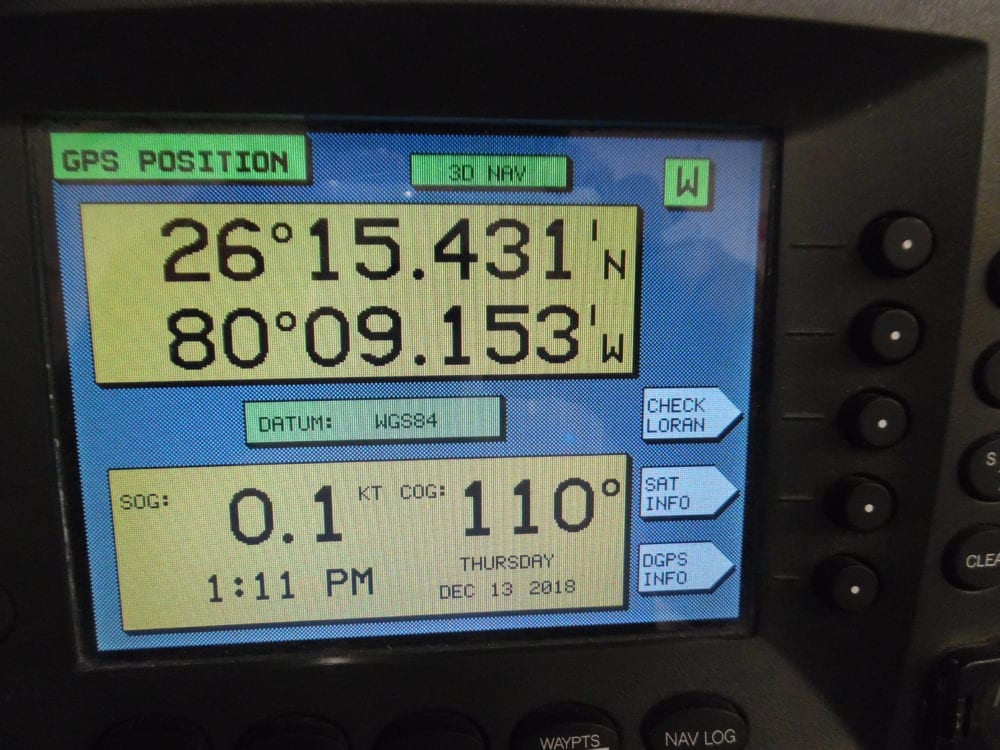 GPS POSITION
3D NAV
W
26°15.431' N
80°09.153' W
DATUM: WGS84
CHECK
LORAN
SOG: 0.1 KT COG: 110°
SAT
INFO
1:11 PM
THURSDAY
DEC 13 2018
DGPS
INFO
WAYPTS
NAV LOG